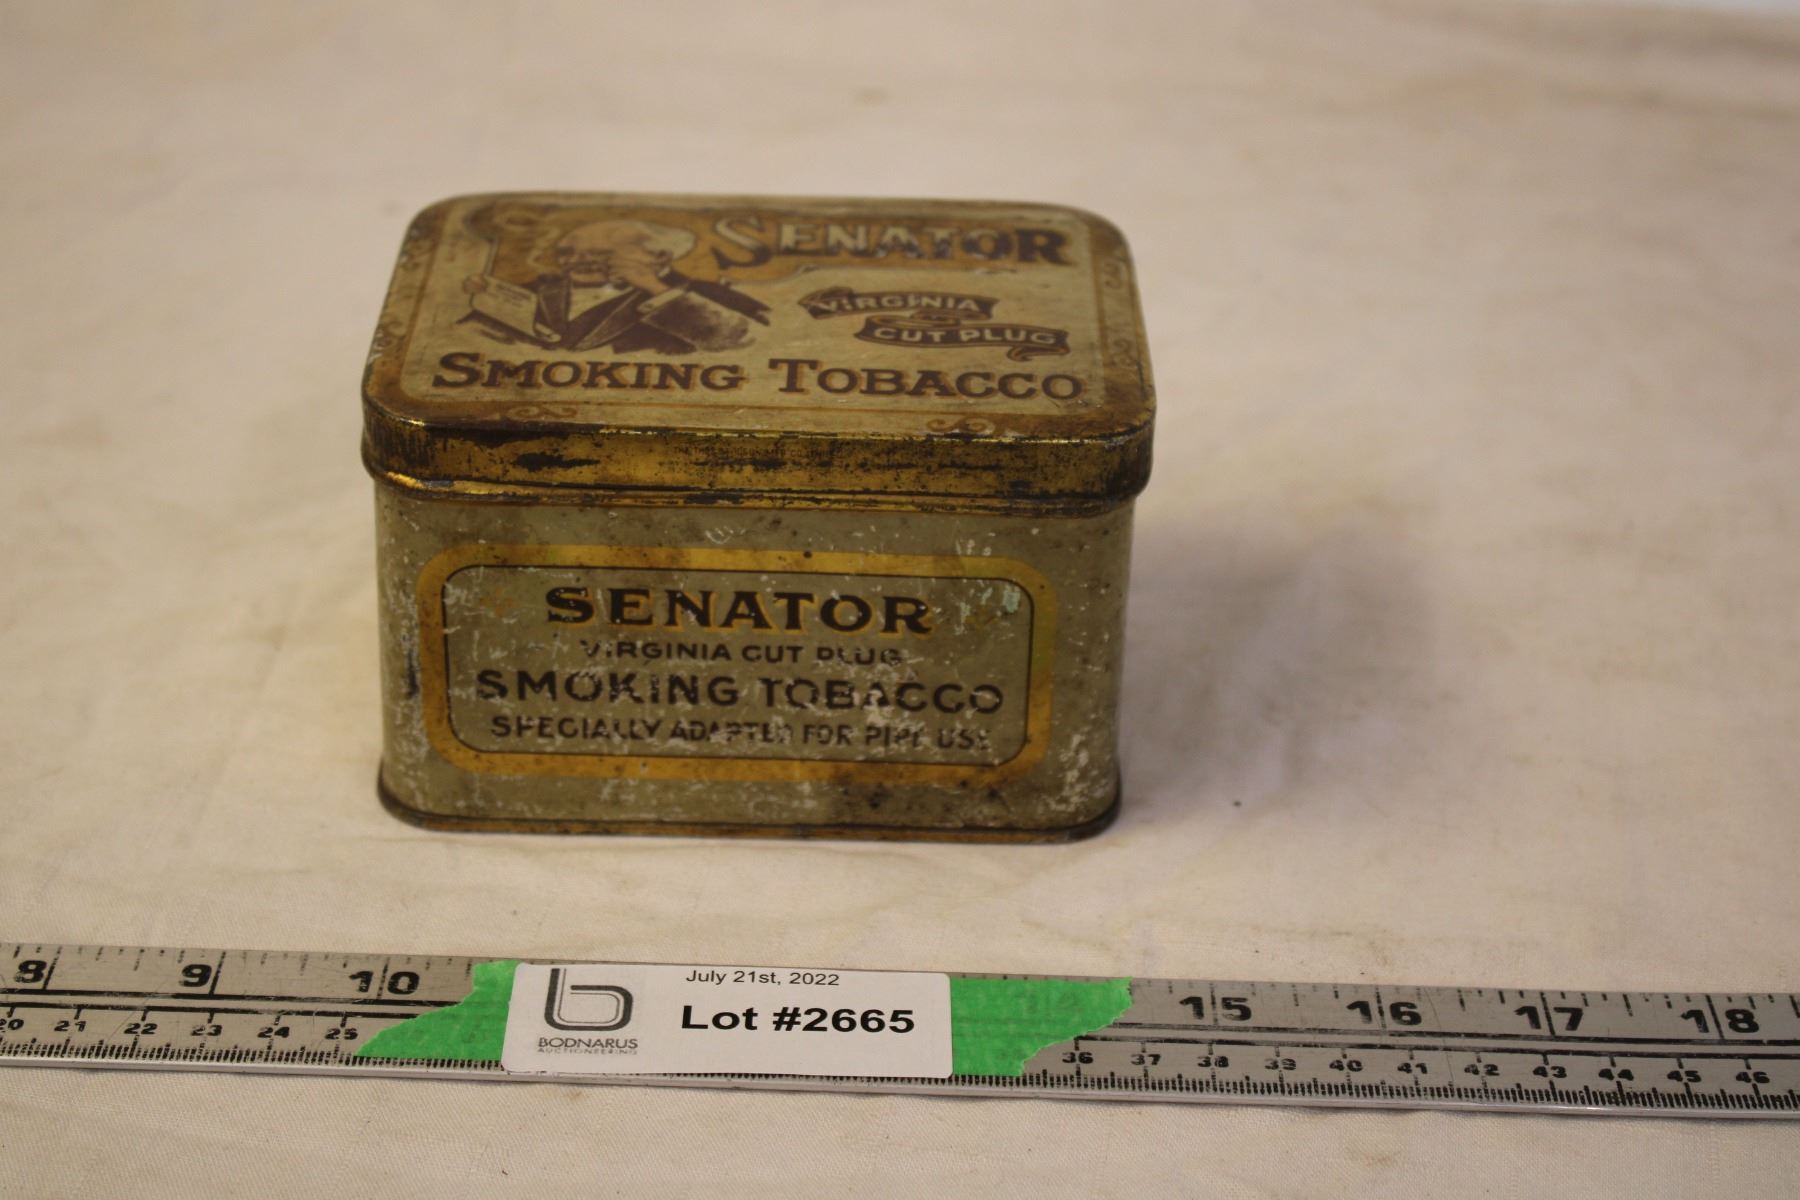 SENATOR
VIRGINIA
CUT PLUG
SMOKING TOBACCO
SENATOR
VIRGINIA CUT PLUG
SMOKING TOBACCO
SPECIALLY ADAPTED FOR PIPE USE
8 9 10 15 16 17 18
20 21 22 23 24 25 36 37 38 39 40 41 42 43 44 45 46
July 21st, 2022
Lot #2665
BODNARUS
AUCTIONEERING